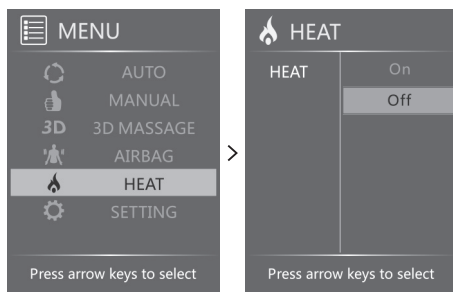 MENU
AUTO
MANUAL
3D 3D MASSAGE
AIRBAG
HEAT
SETTING
Press arrow keys to select
>
HEAT
HEAT On
Off
Press arrow keys to select